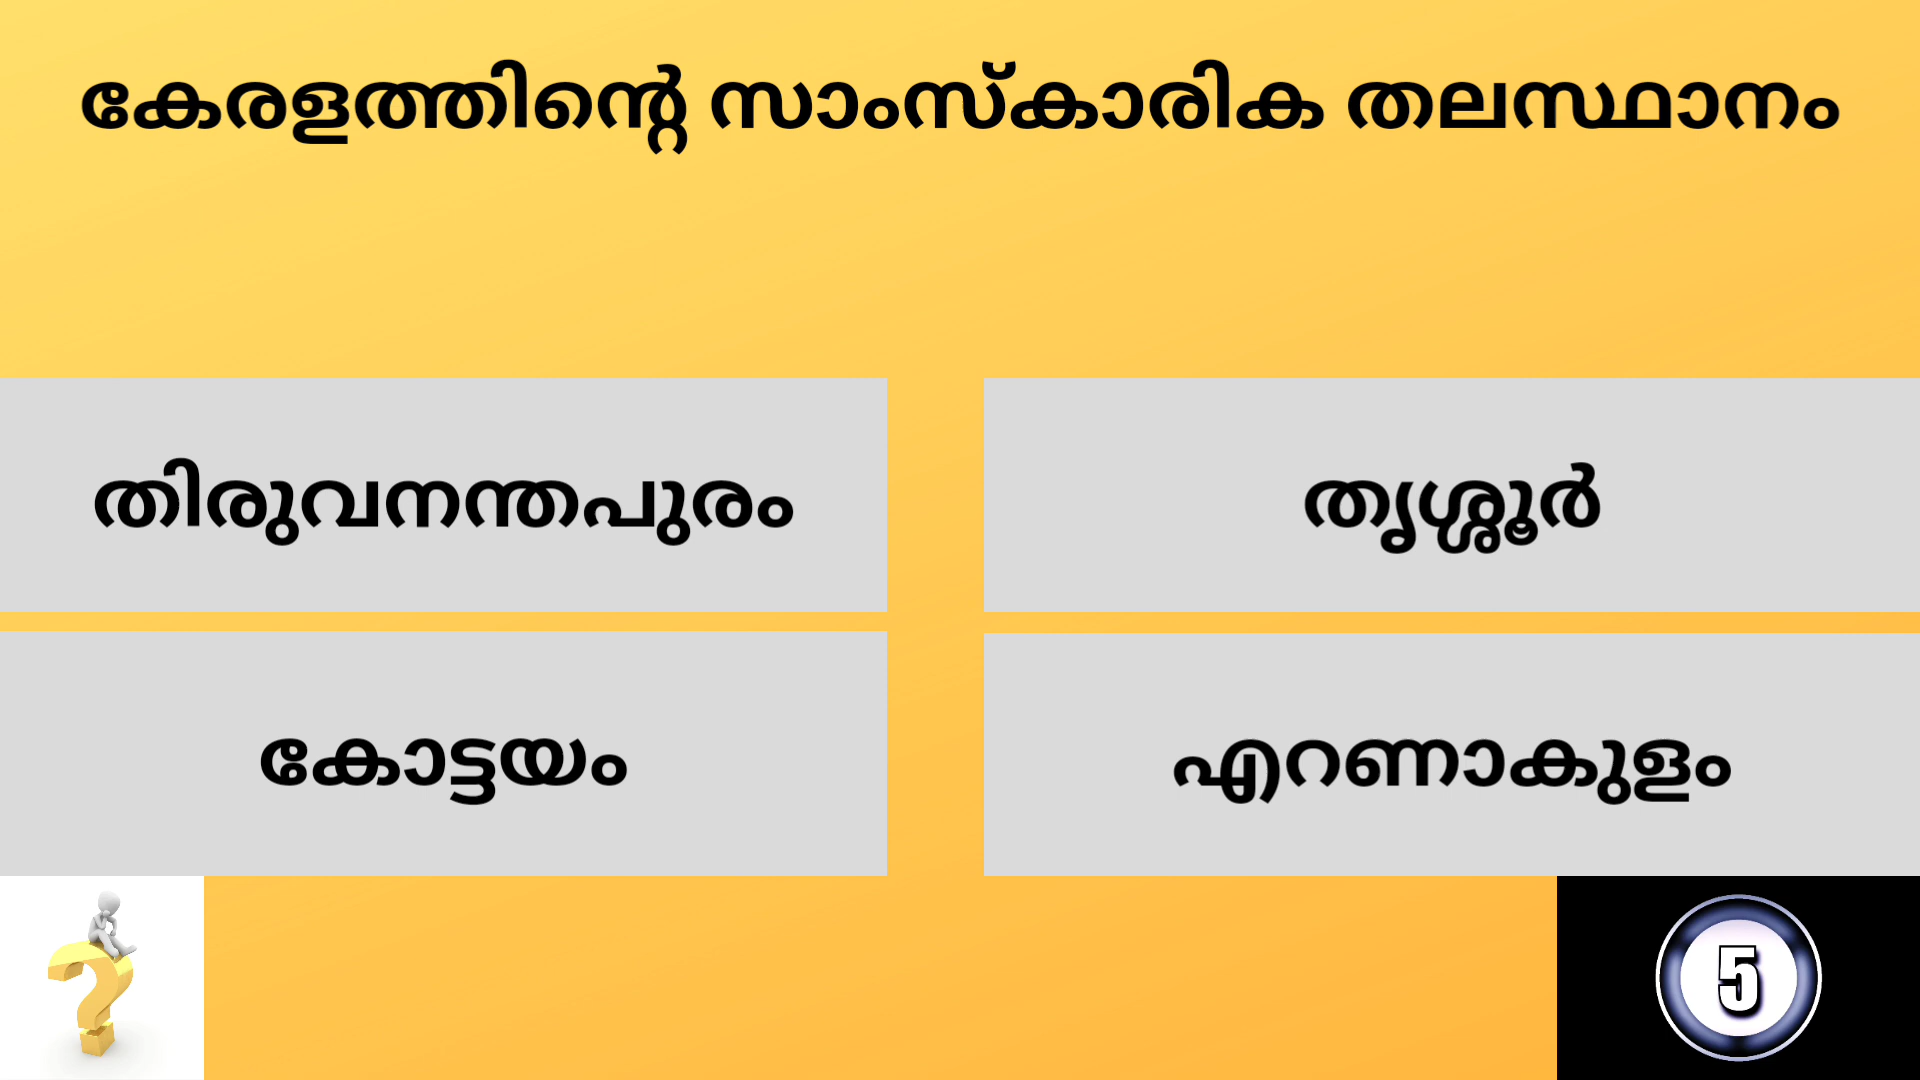 കേരളത്തിന്റെ സാംസ്കാരിക തലസ്ഥാനം
തിരുവനന്തപുരം
തൃശ്ശൂർ
കോട്ടയം
എറണാകുളം
5